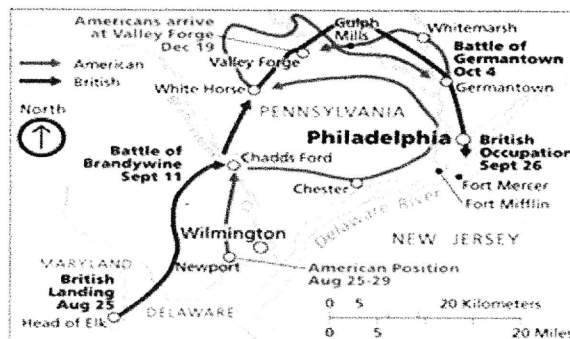 Americans arrive
at Valley Forge
Dec 19
Gulph
Mills
Whitemarsh
American
British
Valley Forge
Battle of
Germantown
Oct 4
North
White Horse
Germantown
PENNSYLVANIA
Philadelphia
British
Occupation
Sept 26
Battle of
Brandywine
Sept 11
Chadds Ford
Chester
Fort Mercer
Fort Mifflin
Delaware River
Wilmington
NEW JERSEY
MARYLAND
Newport
American Position
Aug 25-29
British
Landing
Aug 25
Head of Elk
DELAWARE
0 5 20 Kilometers
0 5 20 Miles